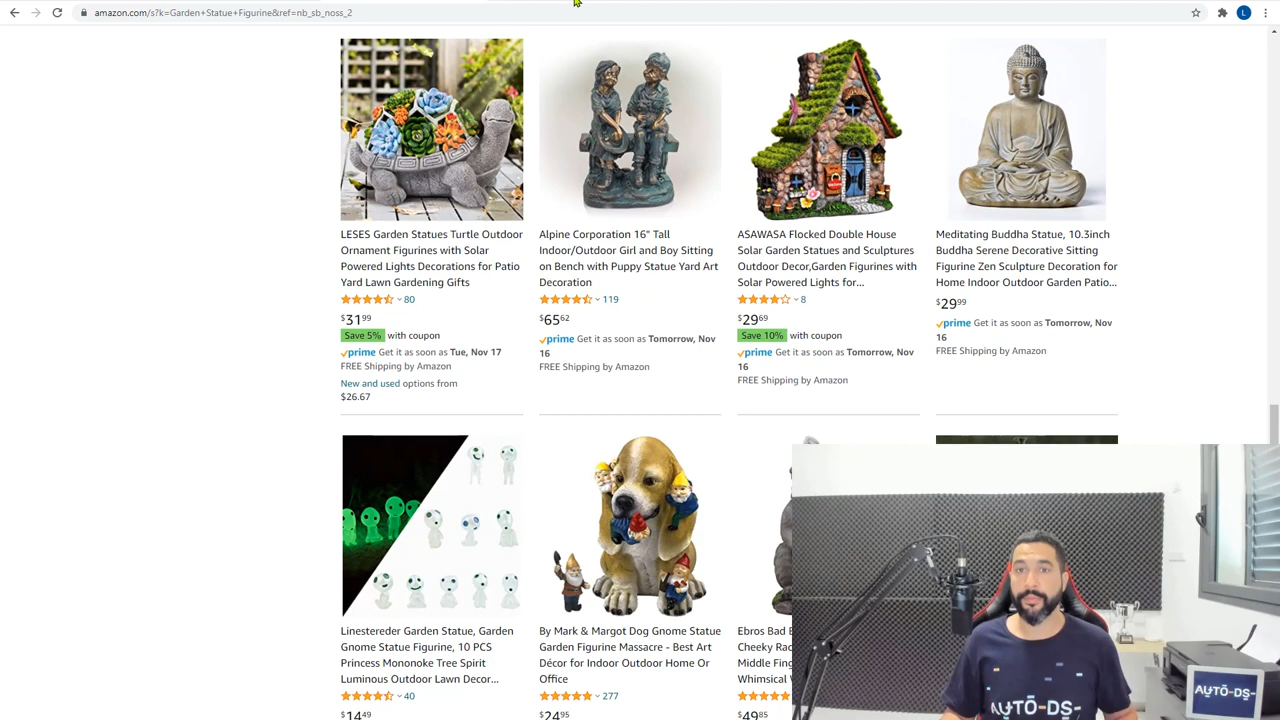 amazon.com/s?k=Garden+Statue+Figurine&ref=nb_sb_noss_2
L
LESES Garden Statues Turtle Outdoor
Ornament Figurines with Solar
Powered Lights Decorations for Patio
Yard Lawn Gardening Gifts
80
$31 99
Save 5% with coupon
prime Get it as soon as Tue, Nov 17
FREE Shipping by Amazon
New and used options from
$26.67
Alpine Corporation 16" Tall
Indoor/Outdoor Girl and Boy Sitting
on Bench with Puppy Statue Yard Art
Decoration
119
$65 62
prime Get it as soon as Tomorrow, Nov
16
FREE Shipping by Amazon
ASAWASA Flocked Double House
Solar Garden Statues and Sculptures
Outdoor Decor,Garden Figurines with
Solar Powered Lights for...
8
$29 69
Save 10% with coupon
prime Get it as soon as Tomorrow, Nov
16
FREE Shipping by Amazon
Meditating Buddha Statue, 10.3inch
Buddha Serene Decorative Sitting
Figurine Zen Sculpture Decoration for
Home Indoor Outdoor Garden Patio...
$29 99
prime Get it as soon as Tomorrow, Nov
16
FREE Shipping by Amazon
Linestereder Garden Statue, Garden
Gnome Statue Figurine, 10 PCS
Princess Mononoke Tree Spirit
Luminous Outdoor Lawn Decor...
40
$14 49
By Mark & Margot Dog Gnome Statue
Garden Figurine Massacre - Best Art
Décor for Indoor Outdoor Home Or
Office
277
$24 95
Ebros Bad
Cheeky
Middle
Whimsical
$49 85
AUTO-DS-
AUTO-DS-